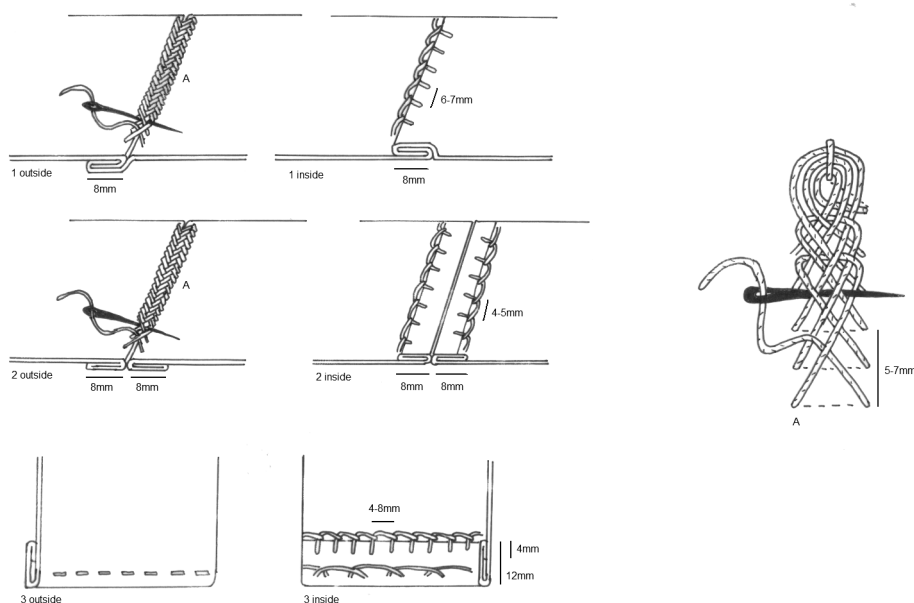 A
6-7mm
1 outside
8mm
1 inside
8mm
A
4-5mm
2 outside
8mm
8mm
2 inside
8mm
8mm
5-7mm
A
4-8mm
4mm
12mm
3 outside
3 inside